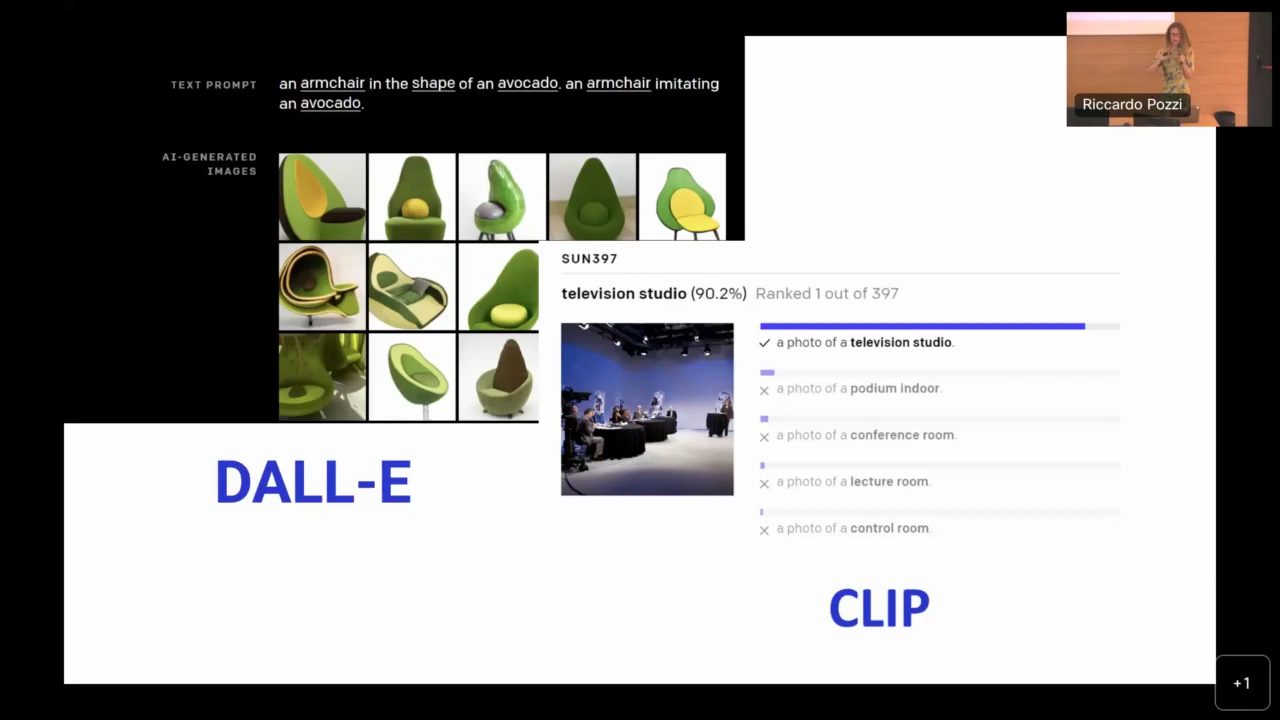 TEXT PROMPT
an armchair in the shape of an avocado. an armchair imitating
an avocado.
AI-GENERATED
IMAGES
Riccardo Pozzi
SUN397
television studio (90.2%) Ranked 1 out of 397
✓ a photo of a television studio.
× a photo of a podium indoor.
× a photo of a conference room.
× a photo of a lecture room.
× a photo of a control room.
DALL-E
CLIP
+1